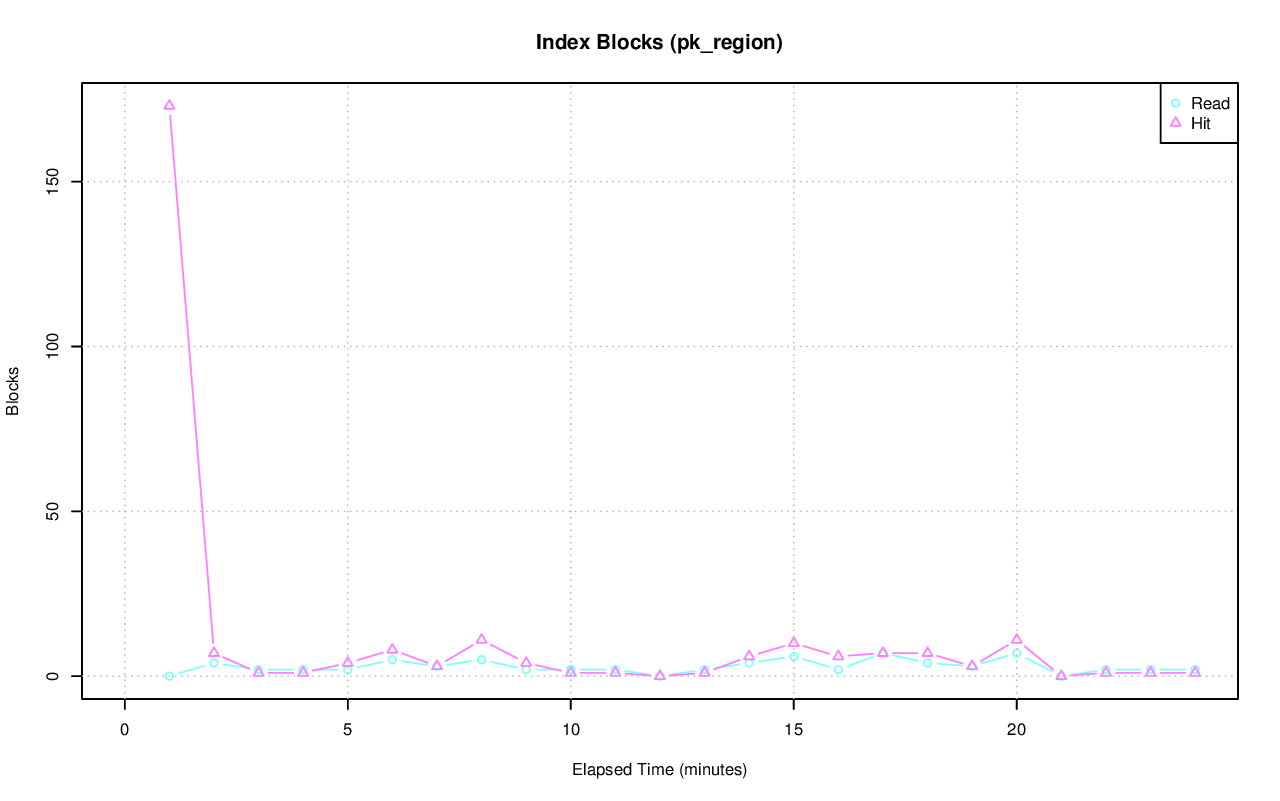 Index Blocks (pk_region)
Read
Hit
150
100
50
0
Blocks
0 5 10 15 20
Elapsed Time (minutes)